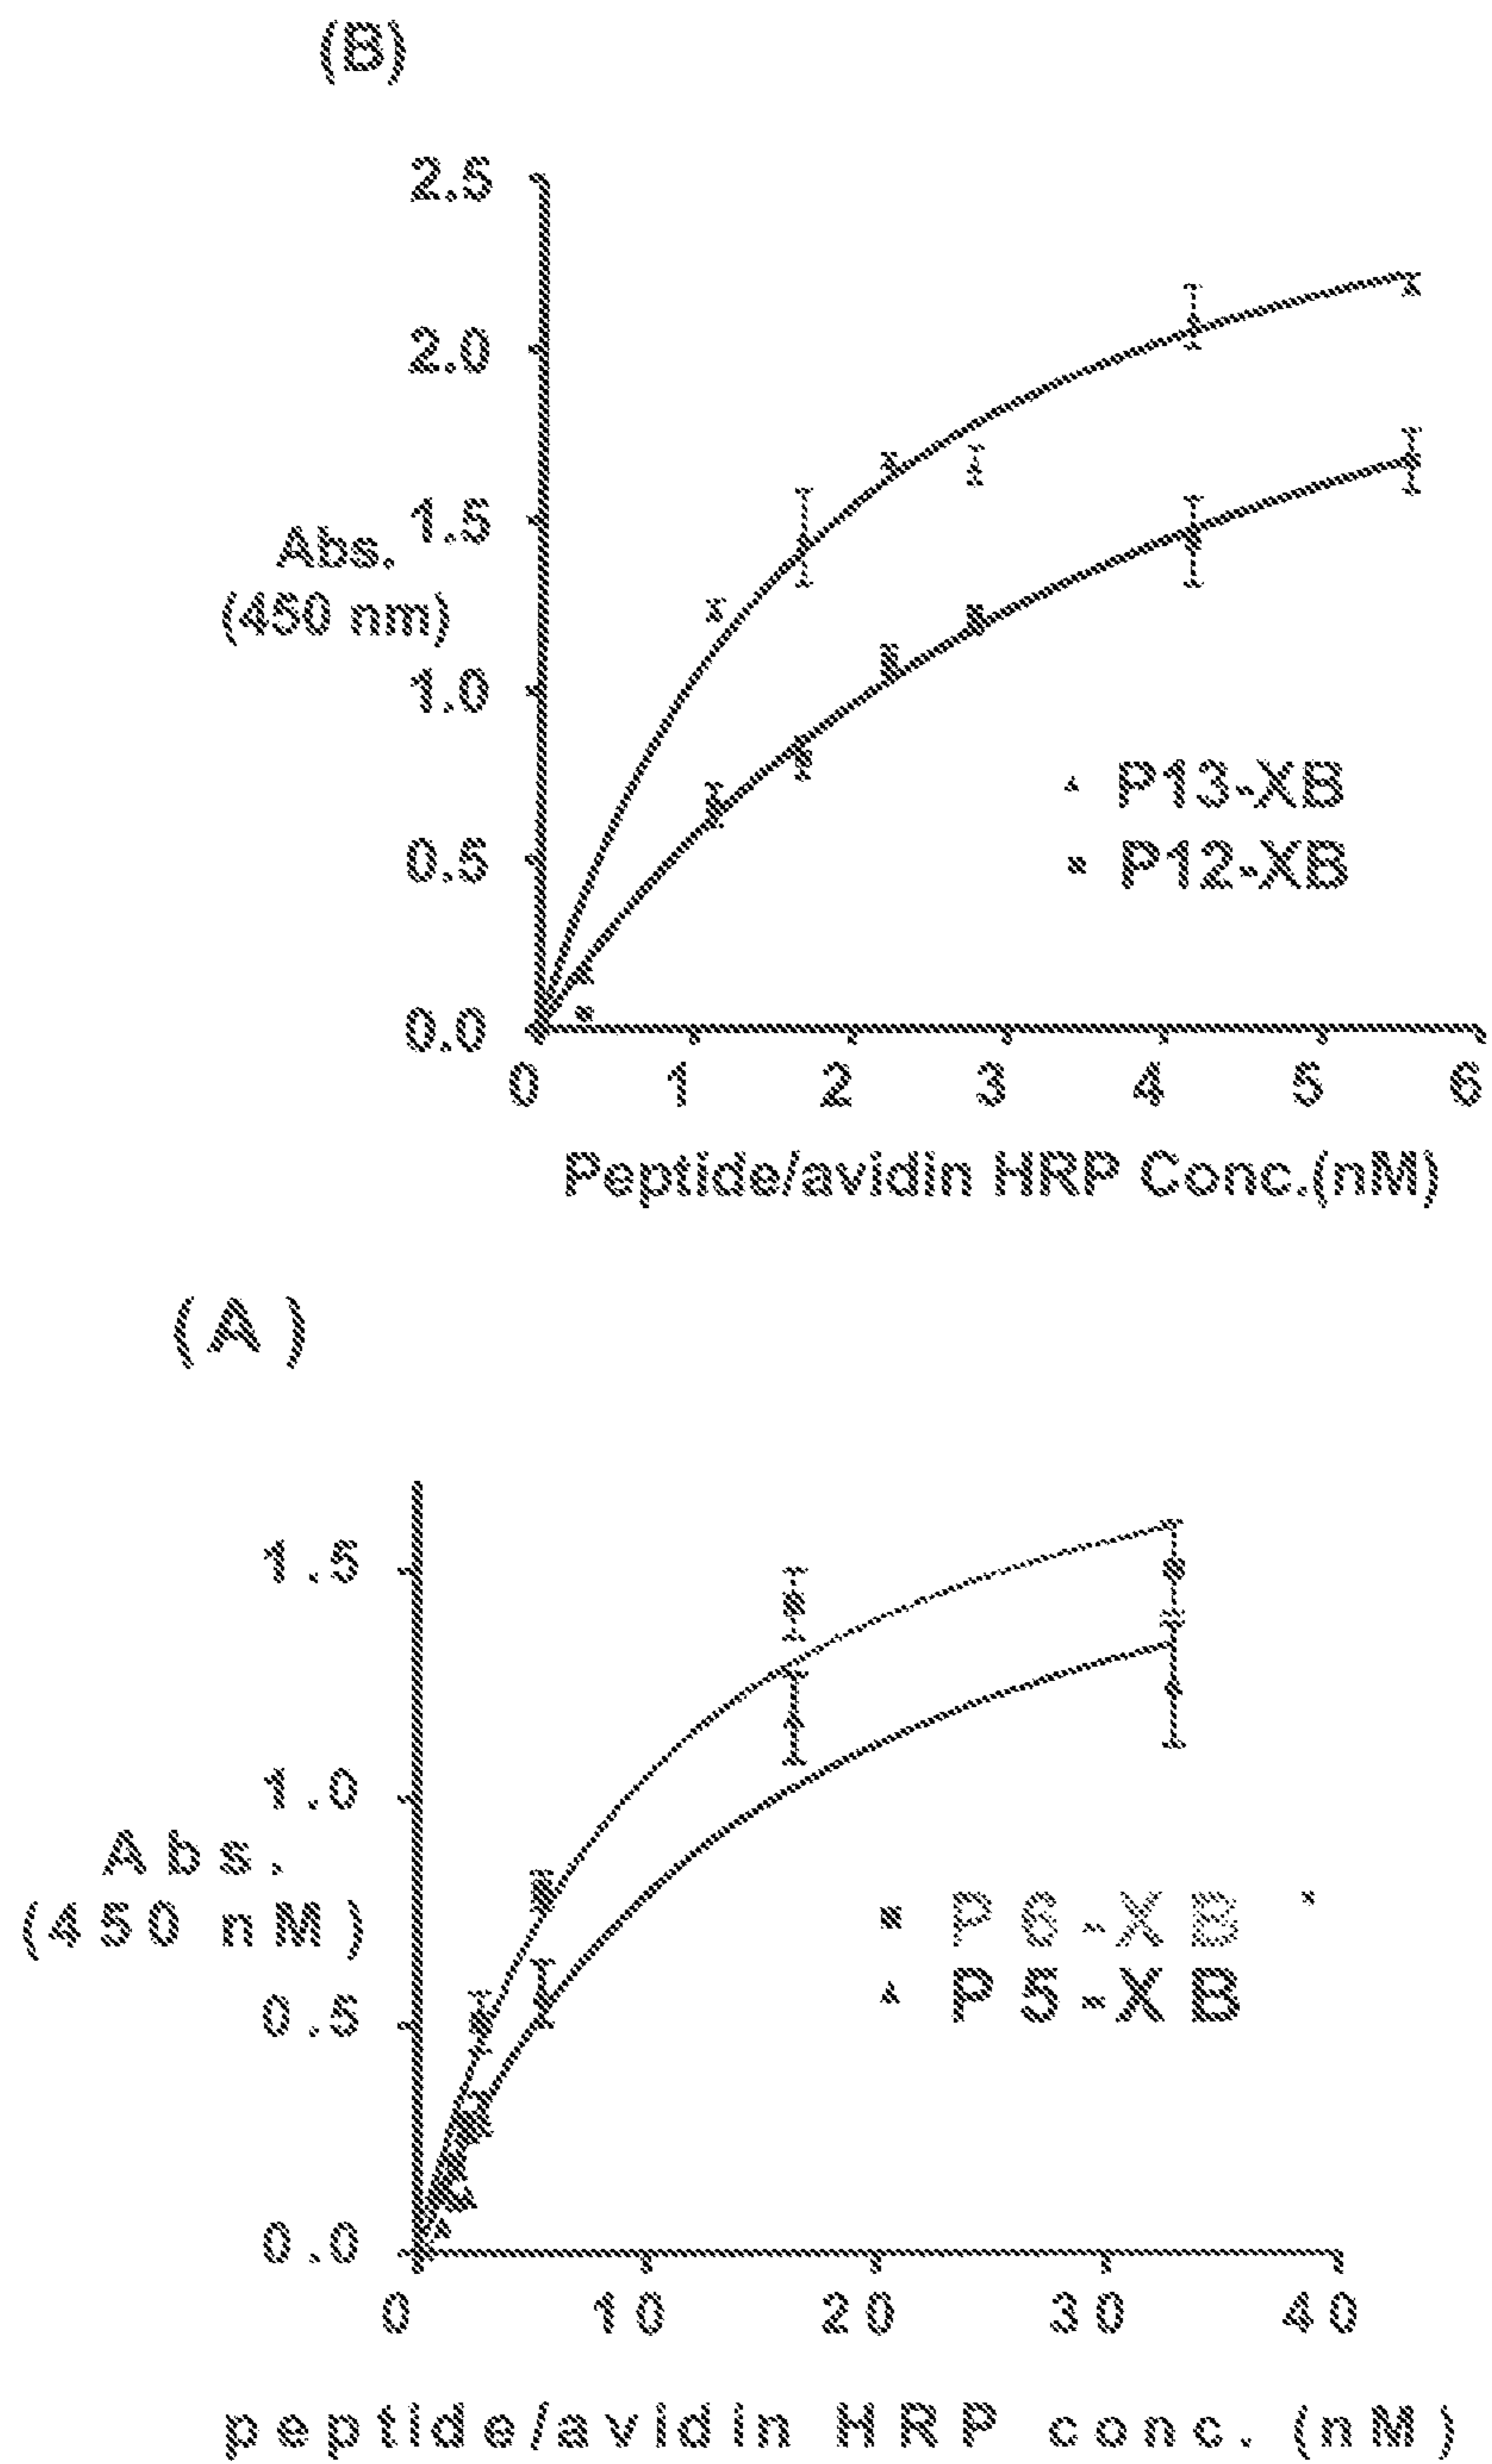 (B)
2.5
2.0
1.5
Abs.
(450 nm)
1.0
0.5
0.0
P13-XB
P12-XB
0 1 2 3 4 5 6
Peptide/avidin HRP Conc.(nM)
(A)
1.5
1.0
Abs.
(450 nM)
0.5
0.0
P6-XB
P5-XB
0 10 20 30 40
peptide/avidin HRP conc. (nM)